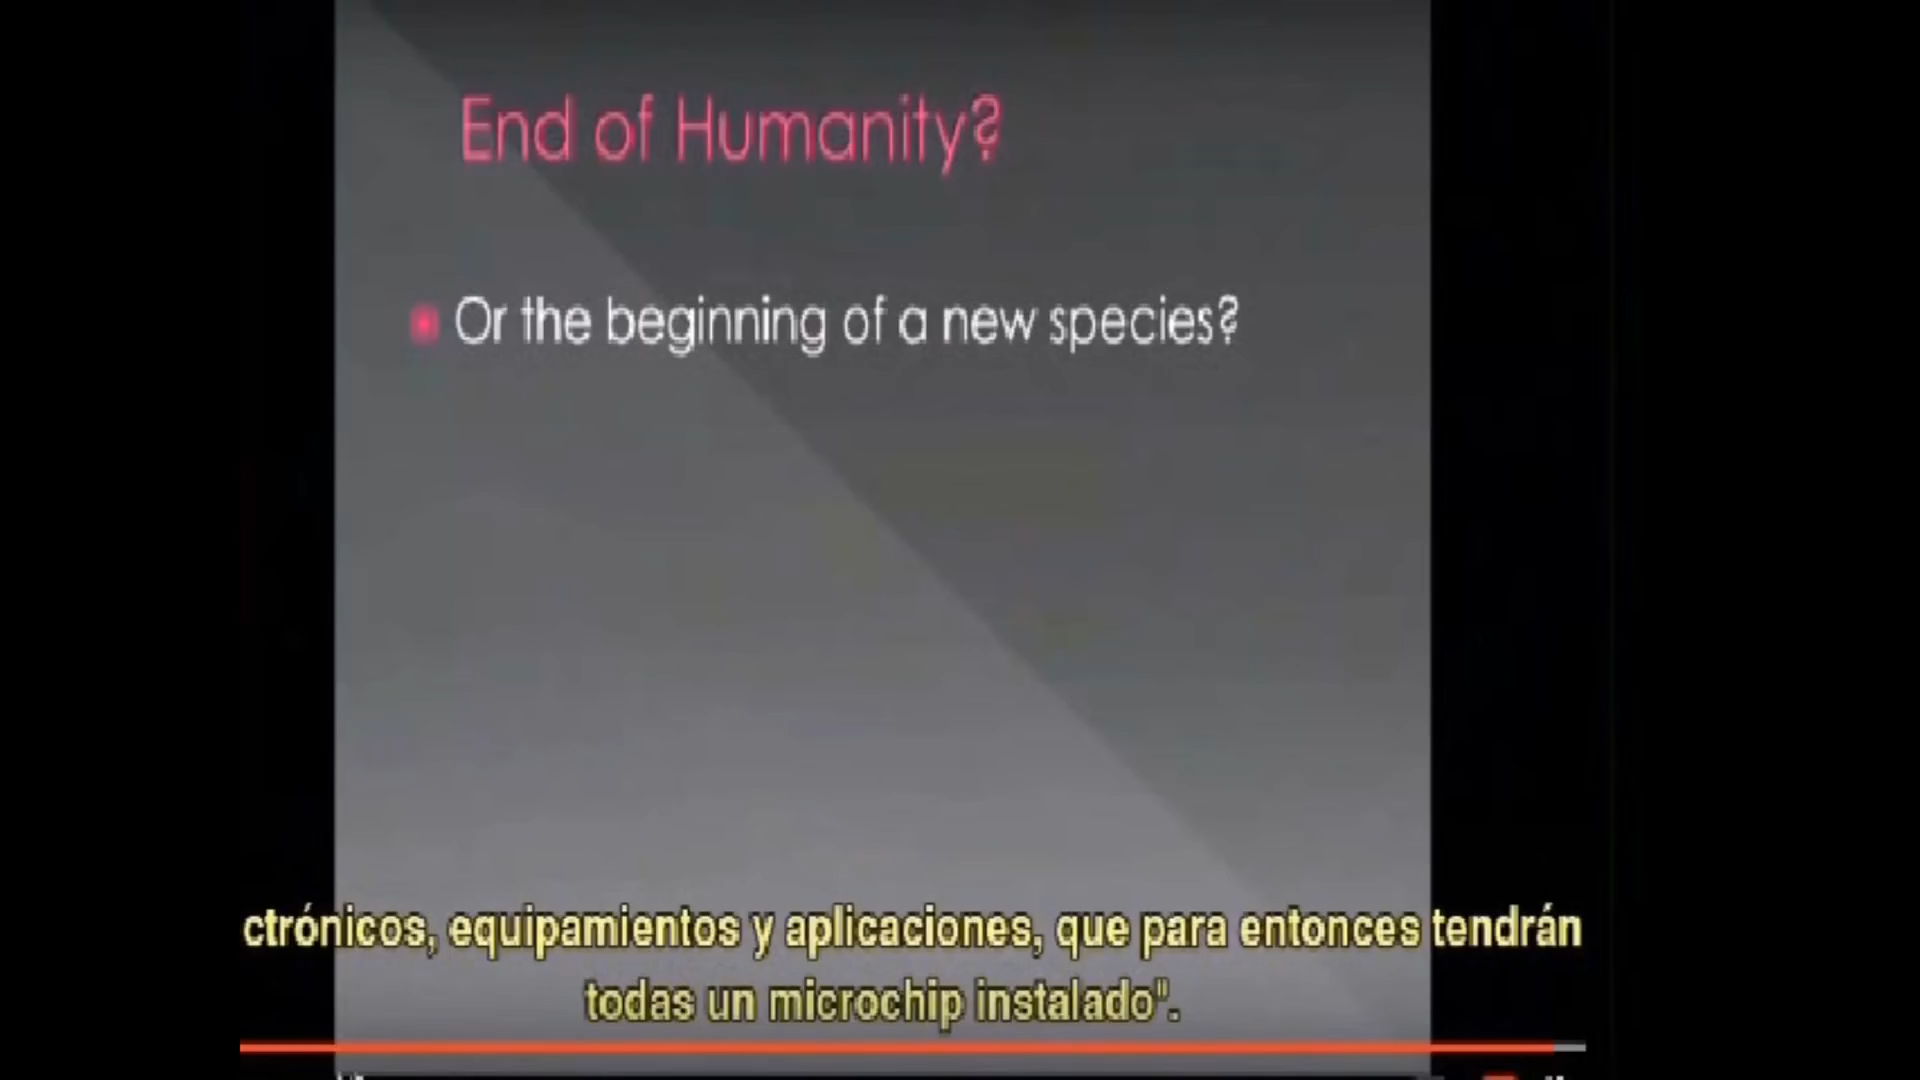 End of Humanity?
Or the beginning of a new species?
ctrónicos, equipamientos y aplicaciones, que para entonces tendrán
todas un microchip instalado".